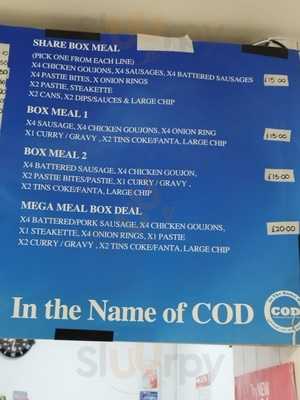 SHARE BOX MEAL
(PICK ONE FROM EACH LINE)
X4 CHICKEN GOUJONS, X4 SAUSAGES, X4 BATTERED SAUSAGES
X4 PASTIE BITES, X ONION RINGS
X2 PASTIE, STEAKETTE
X2 CANS, X2 DIPS/SAUCES & LARGE CHIP
£15.00
BOX MEAL 1
X4 SAUSAGE, X4 CHICKEN GOUJONS, X4 ONION RING
X1 CURRY / GRAVY , X2 TINS COKE/FANTA, LARGE CHIP
£15.00
BOX MEAL 2
X4 BATTERED SAUSAGE, X4 CHICKEN GOUJON,
X2 PASTIE BITES/PASTIE, X1 CURRY / GRAVY ,
X2 TINS COKE/FANTA, LARGE CHIP
£15.00
MEGA MEAL BOX DEAL
X4 BATTERED/PORK SAUSAGE, X4 CHICKEN GOUJONS,
X1 STEAKETTE, X4 ONION RINGS, X1 PASTIE
X2 CURRY / GRAVY , X2 TINS COKE/FANTA, LARGE CHIP
£20.00
In the Name of COD
COD
Sluurpy